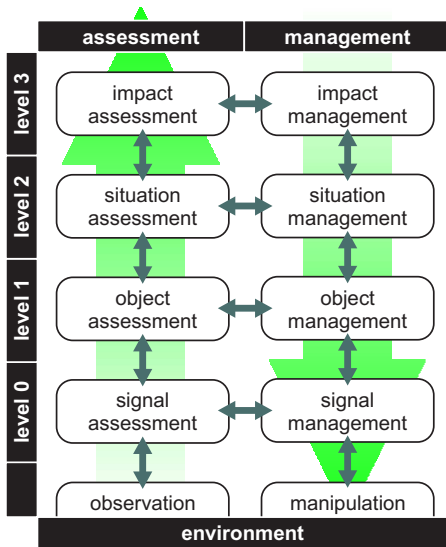 assessment
management
level 3
impact
assessment
impact
management
level 2
situation
assessment
situation
management
level 1
object
assessment
object
management
level 0
signal
assessment
signal
management
observation
manipulation
environment